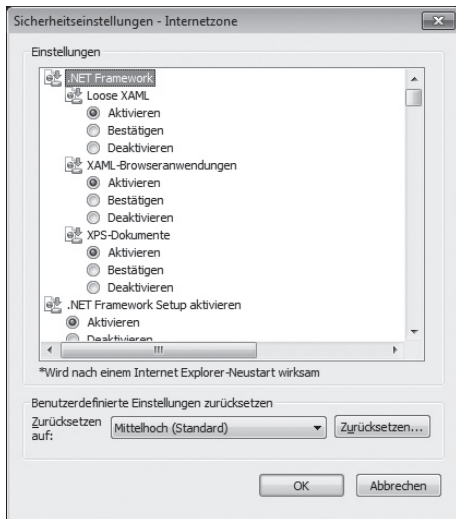 Sicherheitseinstellungen - Internetzone
Einstellungen
.NET Framework
Loose XAML
Aktivieren
Bestätigen
Deaktivieren
XAML-Browseranwendungen
Aktivieren
Bestätigen
Deaktivieren
XPS-Dokumente
Aktivieren
Bestätigen
Deaktivieren
.NET Framework Setup aktivieren
Aktivieren
Deaktivieren
*Wird nach einem Internet Explorer-Neustart wirksam
Benutzerdefinierte Einstellungen zurücksetzen
Zurücksetzen auf:
Mittelhoch (Standard)
Zurücksetzen...
OK
Abbrechen